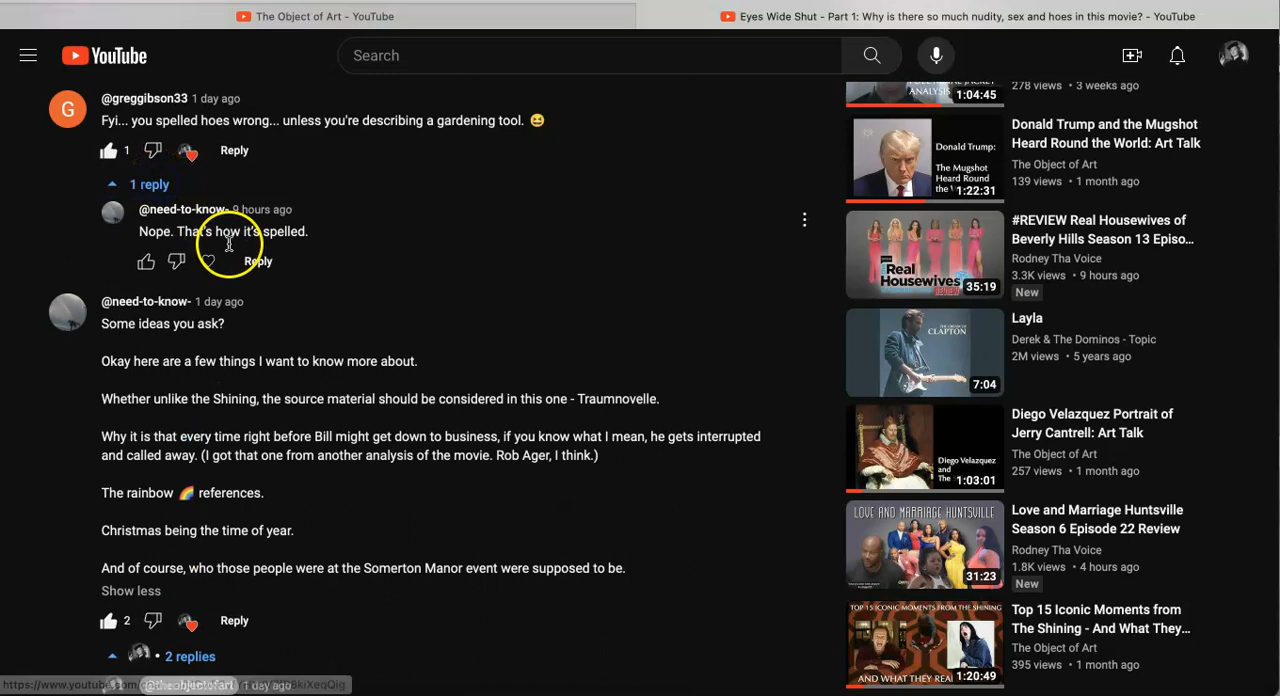 The Object of Art - YouTube
Eyes Wide Shut - Part 1: Why is there so much nudity, sex and hoes in this movie? - YouTube
YouTube
Search
@greggibson33 1 day ago
Fyi... you spelled hoes wrong... unless you're describing a gardening tool. 😆
1
Reply
1 reply
@need-to-know- 9 hours ago
Nope. That's how it's spelled.
Reply
@need-to-know- 1 day ago
Some ideas you ask?
Okay here are a few things I want to know more about.
Whether unlike the Shining, the source material should be considered in this one - Traumnovelle.
Why it is that every time right before Bill might get down to business, if you know what I mean, he gets interrupted
and called away. (I got that one from another analysis of the movie. Rob Ager, I think.)
The rainbow 🌈 references.
Christmas being the time of year.
And of course, who those people were at the Somerton Manor event were supposed to be.
Show less
2
Reply
• 2 replies
@theobjectofart 1 day ago
https://www.youtube.com/
ANALYSIS
1:04:45
278 views • 3 weeks ago
Donald Trump:
The Mugshot
Heard Round
the
1:22:31
Donald Trump and the Mugshot
Heard Round the World: Art Talk
The Object of Art
139 views • 1 month ago
Real
Housewives
REVIEW
35:19
#REVIEW Real Housewives of
Beverly Hills Season 13 Episo...
Rodney Tha Voice
3.3K views • 9 hours ago
New
CLAPTON
7:04
Layla
Derek & The Dominos - Topic
2M views • 5 years ago
Diego Velazquez
and
The
1:03:01
Diego Velazquez Portrait of
Jerry Cantrell: Art Talk
The Object of Art
257 views • 1 month ago
LOVE AND MARRIAGE HUNTSVILLE
31:23
Love and Marriage Huntsville
Season 6 Episode 22 Review
Rodney Tha Voice
1.8K views • 4 hours ago
New
TOP 15 ICONIC MOMENTS FROM THE SHINING
AND WHAT THEY REA
1:20:49
Top 15 Iconic Moments from
The Shining - And What They...
The Object of Art
395 views • 1 month ago